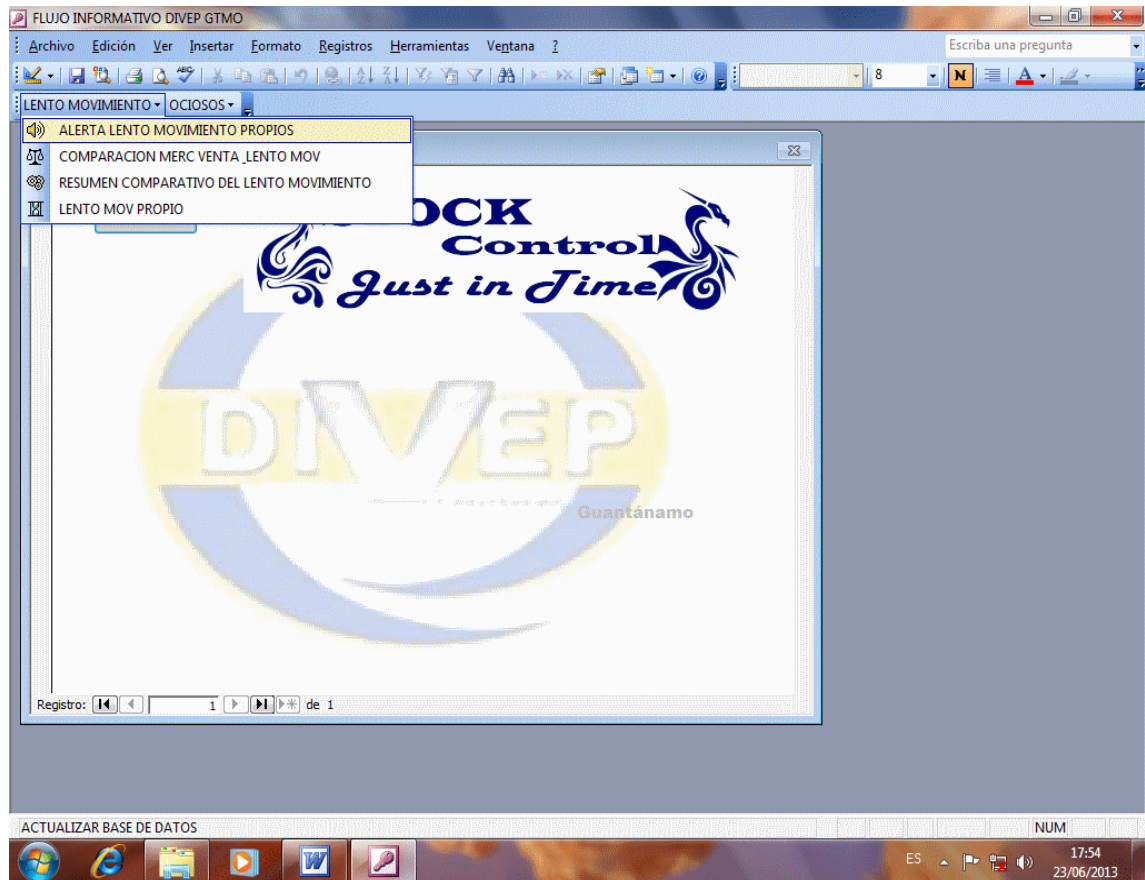 FLUJO INFORMATIVO DIVEP GTMO
Archivo Edición Ver Insertar Formato Registros Herramientas Ventana ? Escriba una pregunta
8 N A
LENTO MOVIMIENTO OCIOSOS
ALERTA LENTO MOVIMIENTO PROPIOS
COMPARACION MERC VENTA_LENTO MOV
RESUMEN COMPARATIVO DEL LENTO MOVIMIENTO
LENTO MOV PROPIO
OCK
Control
Just in Time
DIVEP
Guantánamo
Registro: 1 de 1
ACTUALIZAR BASE DE DATOS NUM
ES 17:54
23/06/2013